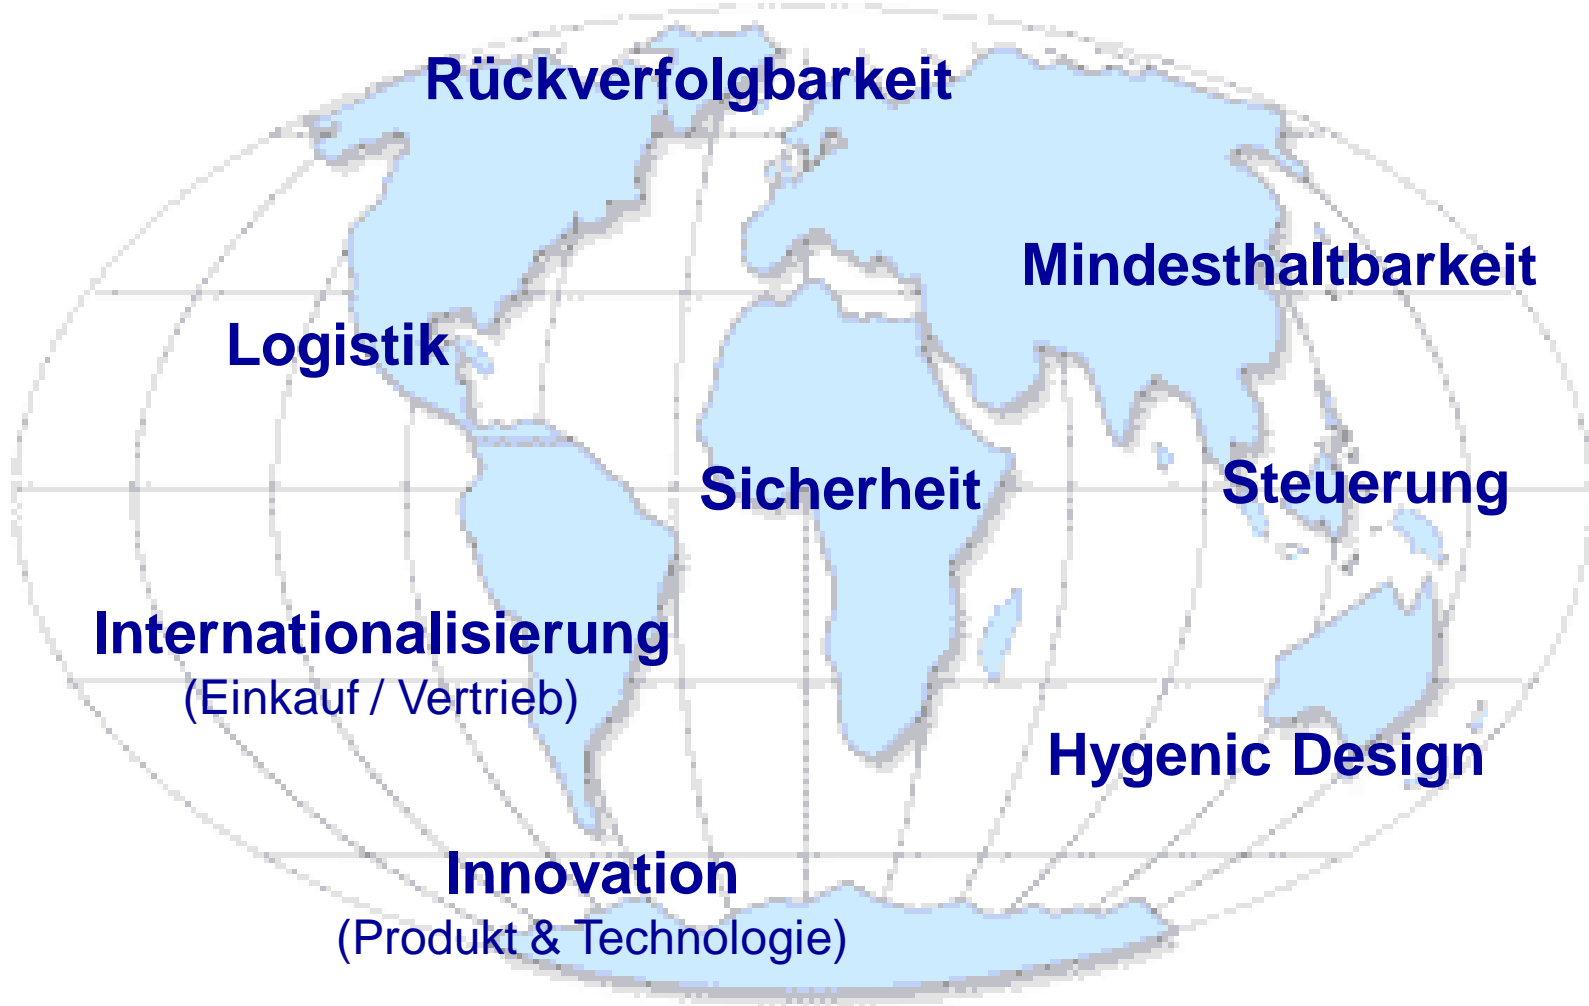 Rückverfolgbarkeit
Mindesthaltbarkeit
Logistik
Sicherheit
Steuerung
Internationalisierung
(Einkauf / Vertrieb)
Hygenic Design
Innovation
(Produkt & Technologie)